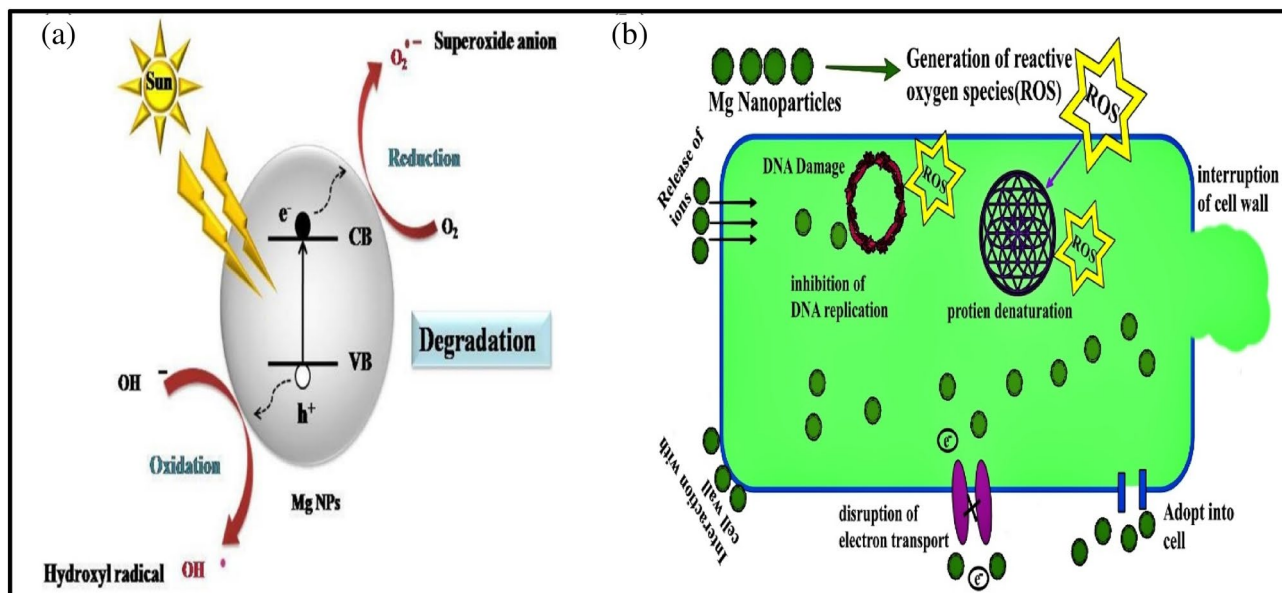 (a)
Sun
O₂•−
Superoxide anion
Reduction
O₂
e⁻
CB
VB
h⁺
Degradation
OH −
Oxidation
Mg NPs
Hydroxyl radical OH •
(b)
Mg Nanoparticles
Generation of reactive
oxygen species(ROS)
ROS
Release of
ions
DNA Damage
ROS
inhibition of
DNA replication
ROS
protien denaturation
interruption
of cell wall
Interaction with
cell wall
e⁻
disruption of
electron transport
e⁻
Adopt into
cell